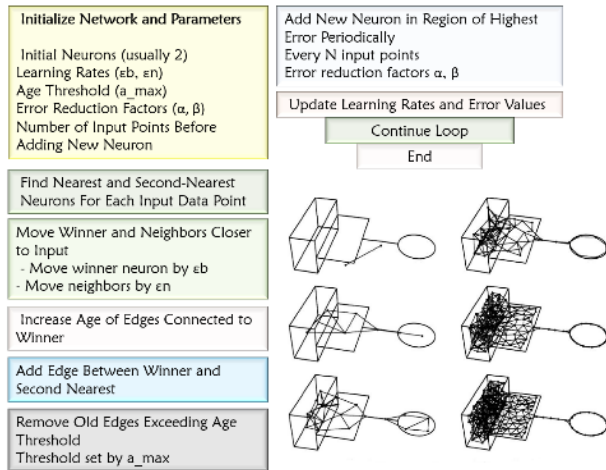 Initialize Network and Parameters
Initial Neurons (usually 2)
Learning Rates (εb, εn)
Age Threshold (a_max)
Error Reduction Factors (α, β)
Number of Input Points Before
Adding New Neuron
Find Nearest and Second-Nearest
Neurons For Each Input Data Point
Move Winner and Neighbors Closer
to Input
- Move winner neuron by εb
- Move neighbors by εn
Increase Age of Edges Connected to
Winner
Add Edge Between Winner and
Second Nearest
Remove Old Edges Exceeding Age
Threshold
Threshold set by a_max
Add New Neuron in Region of Highest
Error Periodically
Every N input points
Error reduction factors α, β
Update Learning Rates and Error Values
Continue Loop
End